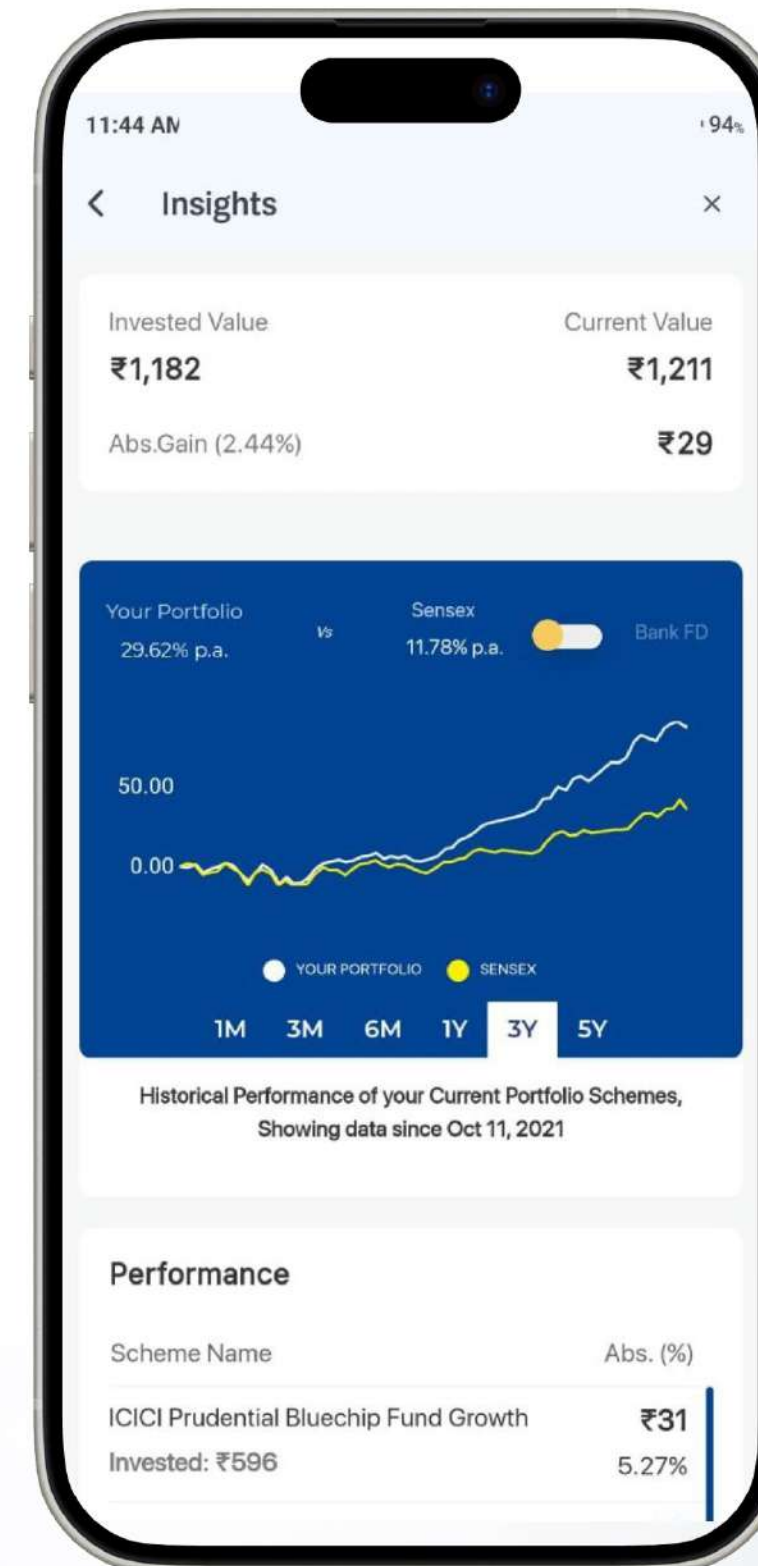 11:44 AM
94%
Insights
Invested Value Current Value
₹1,182 ₹1,211
Abs.Gain (2.44%) ₹29
Your Portfolio Vs Sensex Bank FD
29.62% p.a. 11.78% p.a.
50.00
0.00
YOUR PORTFOLIO SENSEX
1M 3M 6M 1Y 3Y 5Y
Historical Performance of your Current Portfolio Schemes,
Showing data since Oct 11, 2021
Performance
Scheme Name Abs. (%)
ICICI Prudential Bluechip Fund Growth ₹31
Invested: ₹596 5.27%